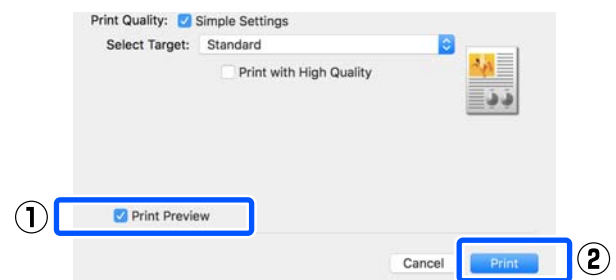 Print Quality: Simple Settings
Select Target: Standard
Print with High Quality
① Print Preview
Cancel Print ②